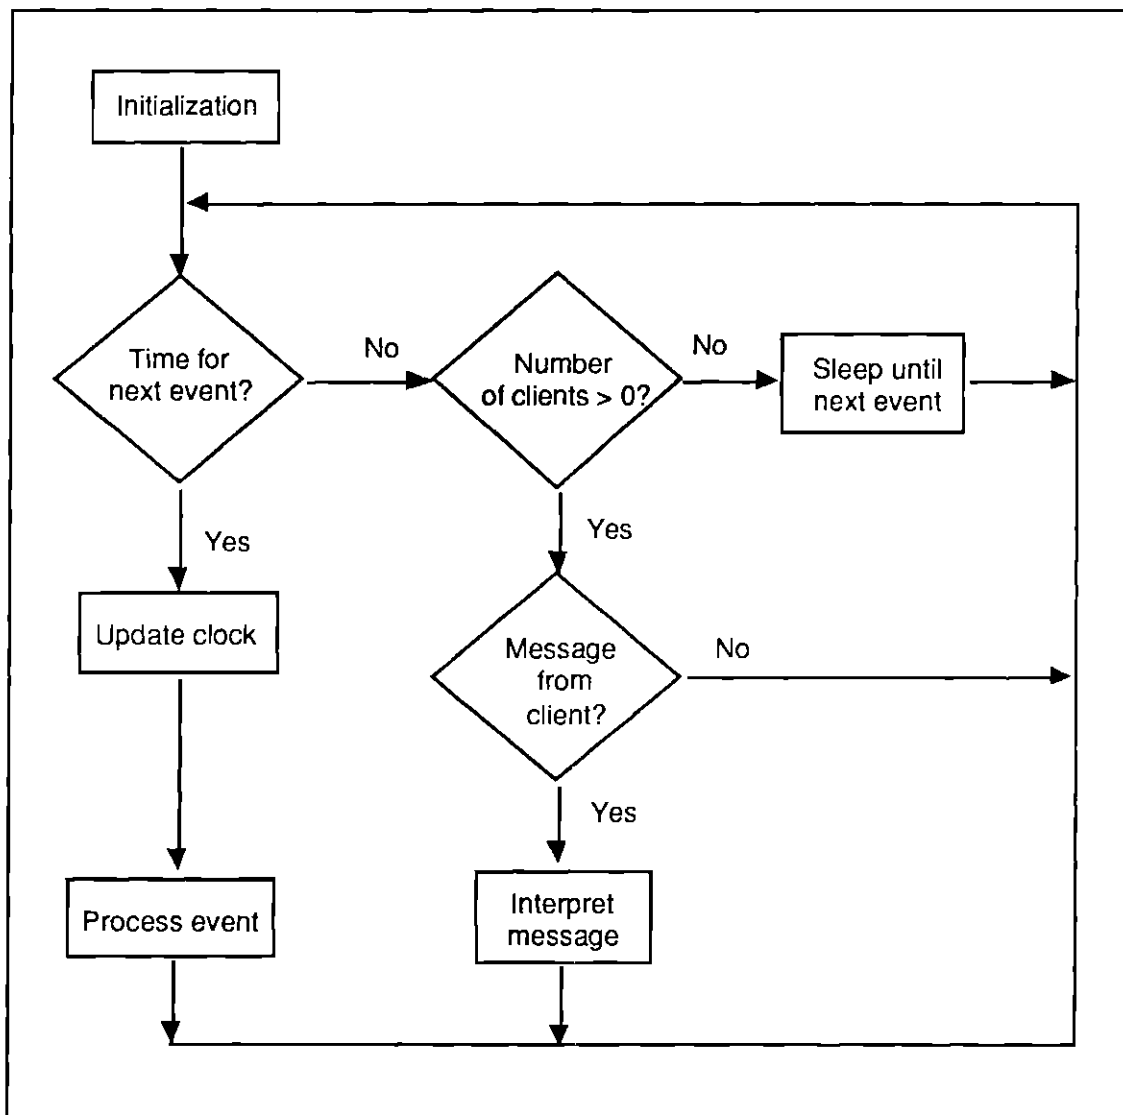 Initialization
Time for
next event?
No
Number
of clients > 0?
No
Sleep until
next event
Yes
Yes
Update clock
Message
from
client?
No
Yes
Process event
Interpret
message